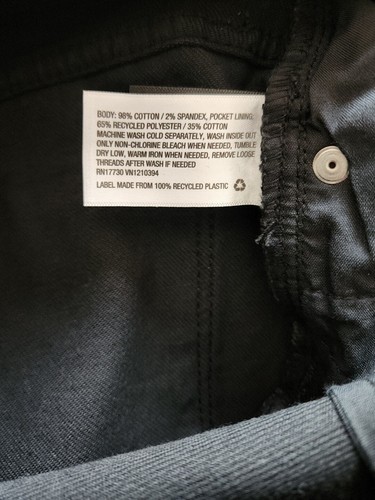 BODY: 98% COTTON / 2% SPANDEX, POCKET LINING:
65% RECYCLED POLYESTER / 35% COTTON
MACHINE WASH COLD SEPARATELY, WASH INSIDE OUT
ONLY NON-CHLORINE BLEACH WHEN NEEDED, TUMBLE
DRY LOW, WARM IRON WHEN NEEDED, REMOVE LOOSE
THREADS AFTER WASH IF NEEDED
RN17730 VN1210394
LABEL MADE FROM 100% RECYCLED PLASTIC